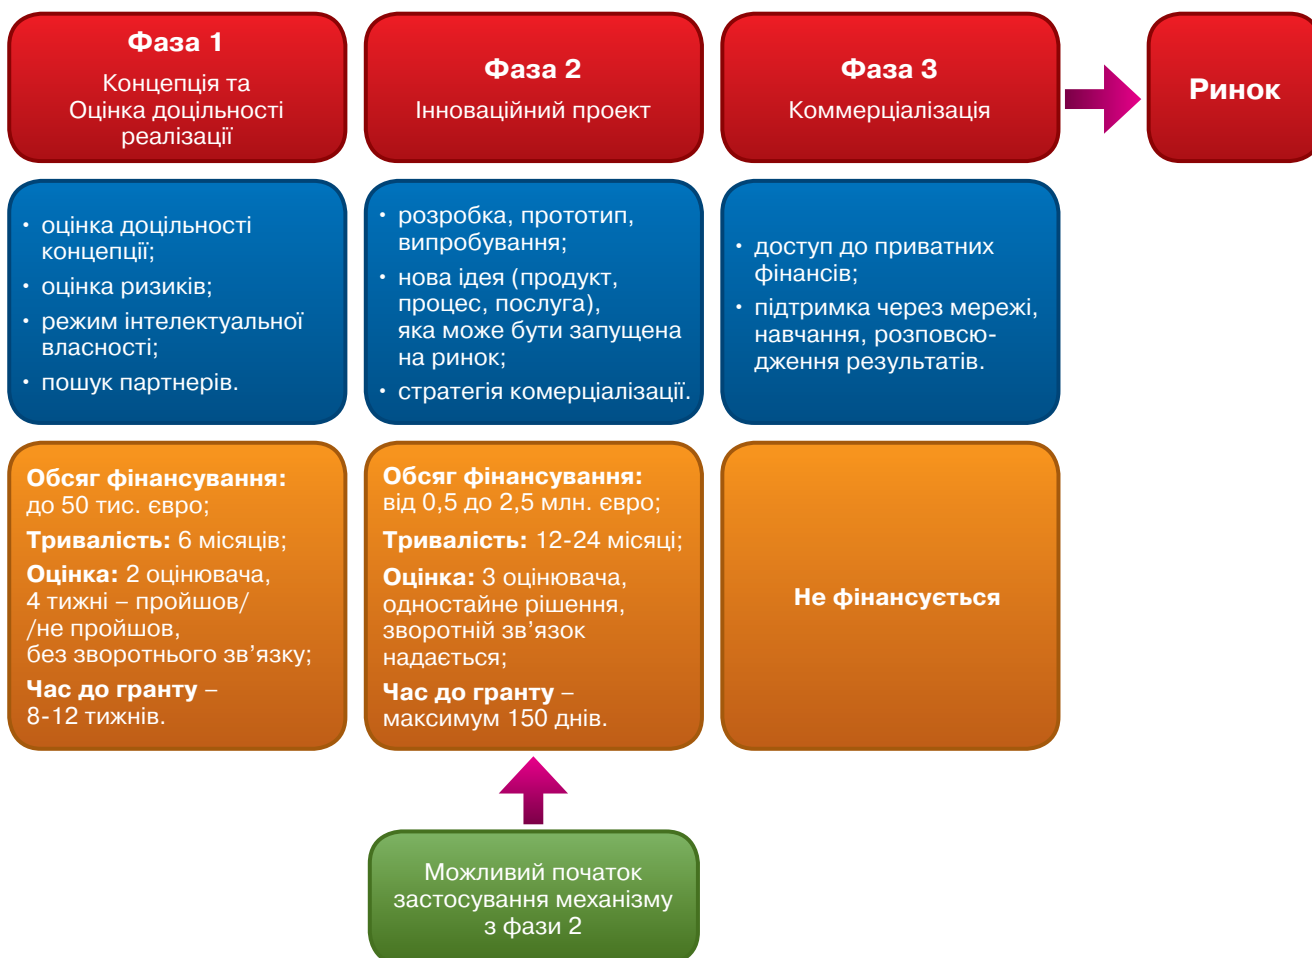 Фаза 1
Концепція та
Оцінка доцільності
реалізації
Фаза 2
Інноваційний проект
Фаза 3
Коммерціалізація
Ринок
• оцінка доцільності
концепції;
• оцінка ризиків;
• режим інтелектуальної
власності;
• пошук партнерів.
• розробка, прототип,
випробування;
• нова ідея (продукт,
процес, послуга),
яка може бути запущена
на ринок;
• стратегія комерціалізації.
• доступ до приватних
фінансів;
• підтримка через мережі,
навчання, розповсю-
дження результатів.
Обсяг фінансування:
до 50 тис. євро;
Тривалість: 6 місяців;
Оцінка: 2 оцінювача,
4 тижні – пройшов/
/не пройшов,
без зворотнього зв’язку;
Час до гранту –
8-12 тижнів.
Обсяг фінансування:
від 0,5 до 2,5 млн. євро;
Тривалість: 12-24 місяці;
Оцінка: 3 оцінювача,
одностайне рішення,
зворотній зв’язок
надається;
Час до гранту –
максимум 150 днів.
Не фінансується
Можливий початок
застосування механізму
з фази 2